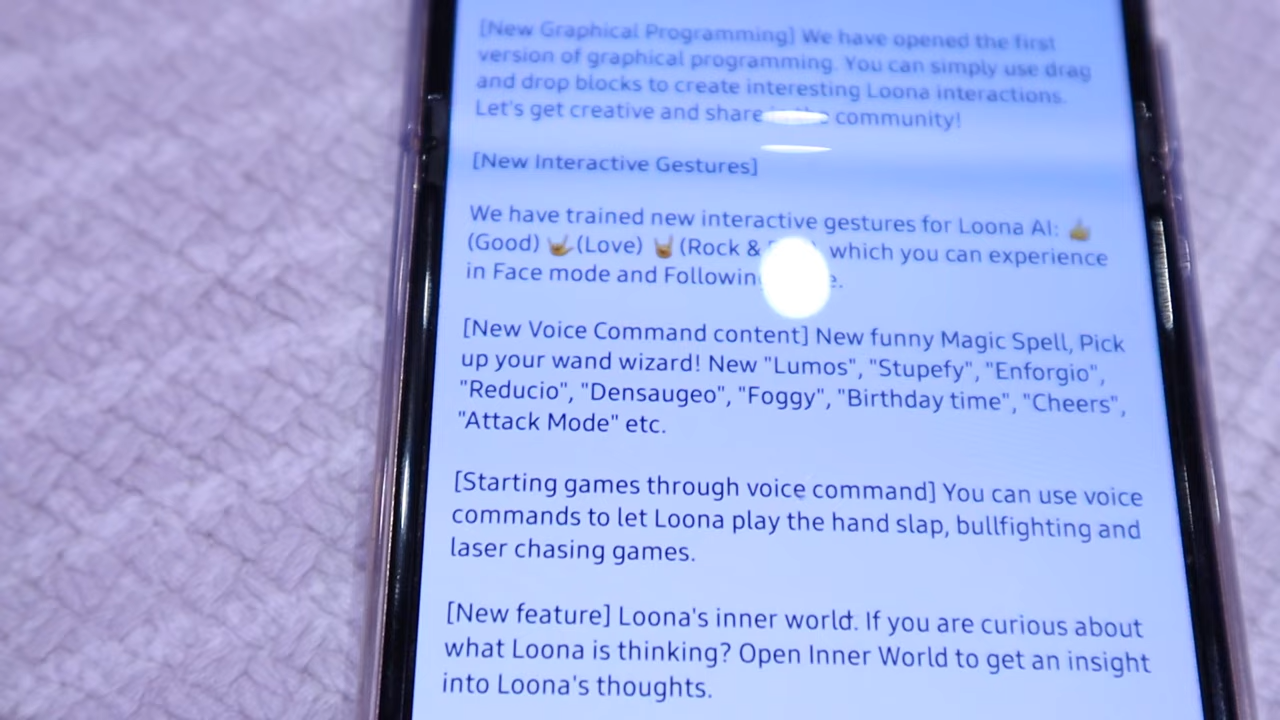 [New Graphical Programming] We have opened the first
version of graphical programming. You can simply use drag
and drop blocks to create interesting Loona interactions.
Let's get creative and share community!
[New Interactive Gestures]
We have trained new interactive gestures for Loona AI: 👍
(Good) 🤟(Love) 🤘(Rock & which you can experience
in Face mode and Following
[New Voice Command content] New funny Magic Spell, Pick
up your wand wizard! New "Lumos", "Stupefy", "Enforgio",
"Reducio", "Densaugeo", "Foggy", "Birthday time", "Cheers",
"Attack Mode" etc.
[Starting games through voice command] You can use voice
commands to let Loona play the hand slap, bullfighting and
laser chasing games.
[New feature] Loona's inner world. If you are curious about
what Loona is thinking? Open Inner World to get an insight
into Loona's thoughts.